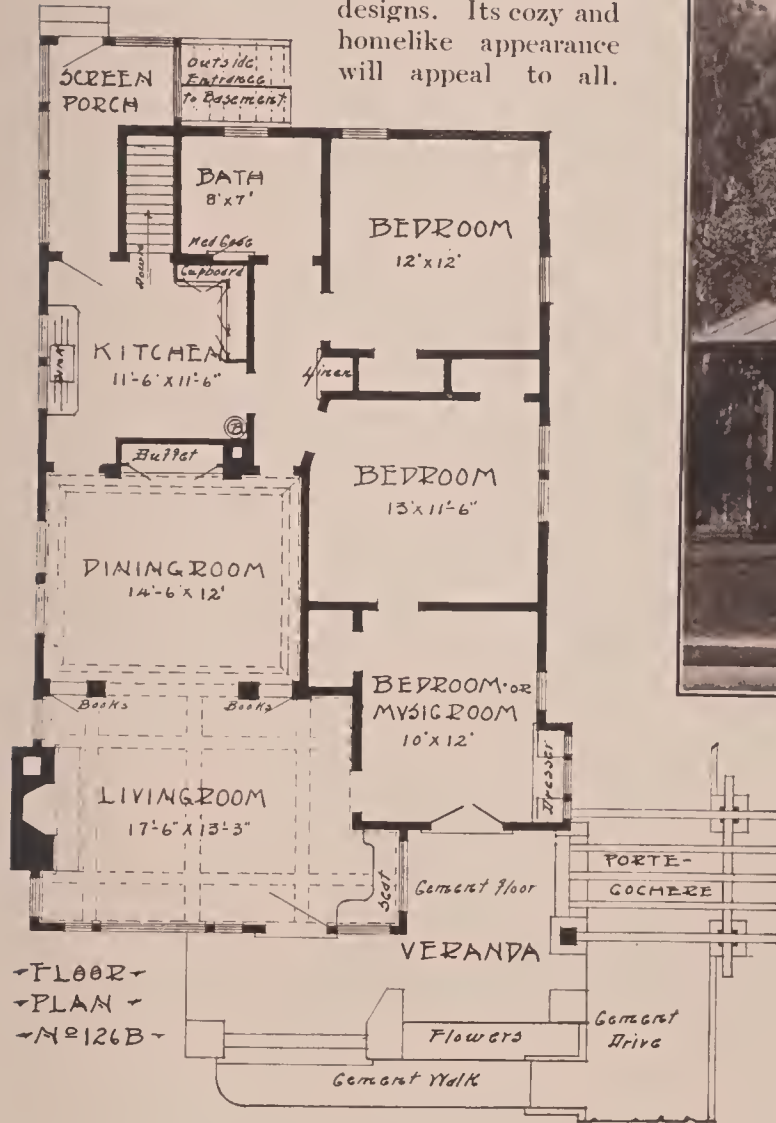 designs. Its cozy and
homelike appearance
will appeal to all.
SCREEN
PORCH
Outside
Entrance
to Basement
BATH
8'x7'
Med Case
Cupboard
Down
BEDROOM
12'x12'
KITCHEN
11'-6"x11'-6"
Sink
Linen
B
Buffet
BEDROOM
13'x11'-6"
DININGROOM
14'-6"x12'
Books
Books
BEDROOM·OR
MVSICROOM
10'x12'
Dresser
LIVINGROOM
17'-6"x13'-3"
Seat
Cement Floor
PORTE-
COCHERE
VERANDA
-FLOOR-
-PLAN-
-Nº126B-
Flowers
Cement
Drive
Cement Walk